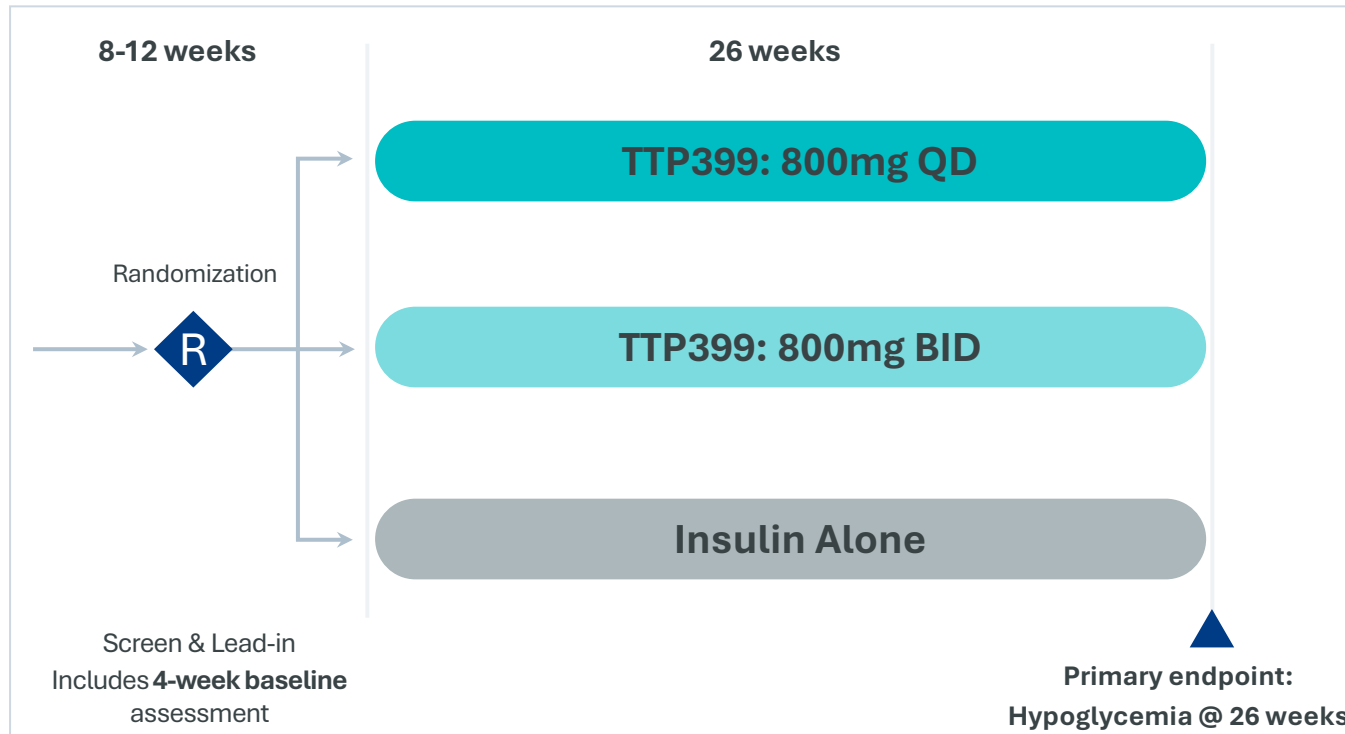 8-12 weeks
26 weeks
TTP399: 800mg QD
Randomization
R
TTP399: 800mg BID
Insulin Alone
Screen & Lead-in
Includes 4-week baseline
assessment
Primary endpoint:
Hypoglycemia @ 26 weeks